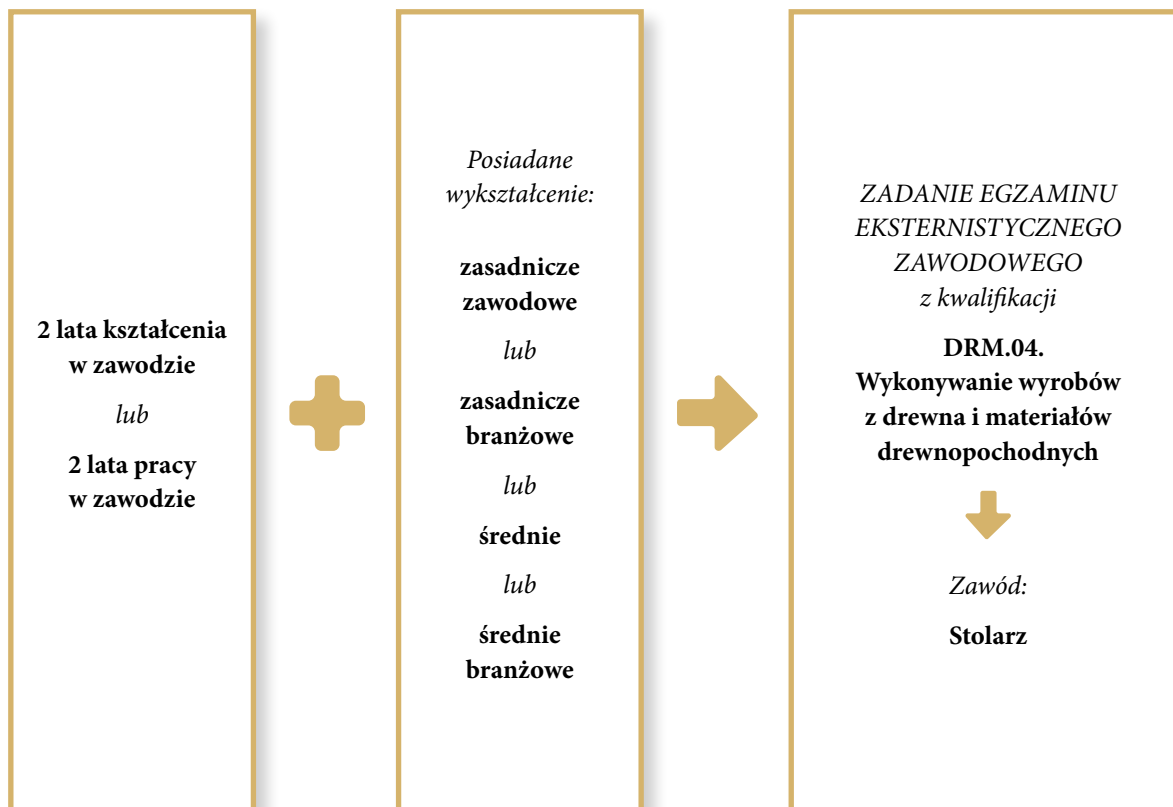 2 lata kształcenia
w zawodzie
lub
2 lata pracy
w zawodzie
Posiadane
wykształcenie:
zasadnicze
zawodowe
lub
zasadnicze
branżowe
lub
średnie
lub
średnie
branżowe
ZADANIE EGZAMINU
EKSTERNISTYCZNEGO
ZAWODOWEGO
z kwalifikacji
DRM.04.
Wykonywanie wyrobów
z drewna i materiałów
drewnopochodnych
Zawód:
Stolarz